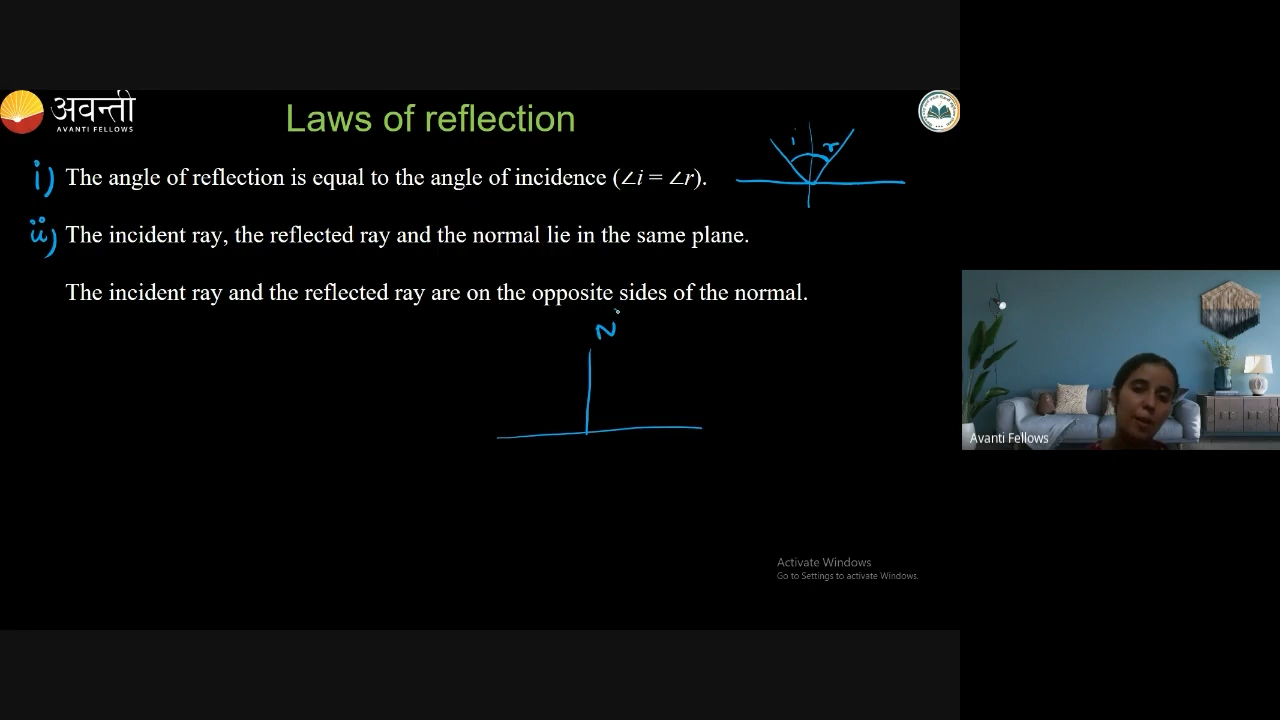 अवन्ती
AVANTI FELLOWS
Laws of reflection
i r
i) The angle of reflection is equal to the angle of incidence (∠i = ∠r).
ii) The incident ray, the reflected ray and the normal lie in the same plane.
The incident ray and the reflected ray are on the opposite sides of the normal.
N
Avanti Fellows
Activate Windows
Go to Settings to activate Windows.